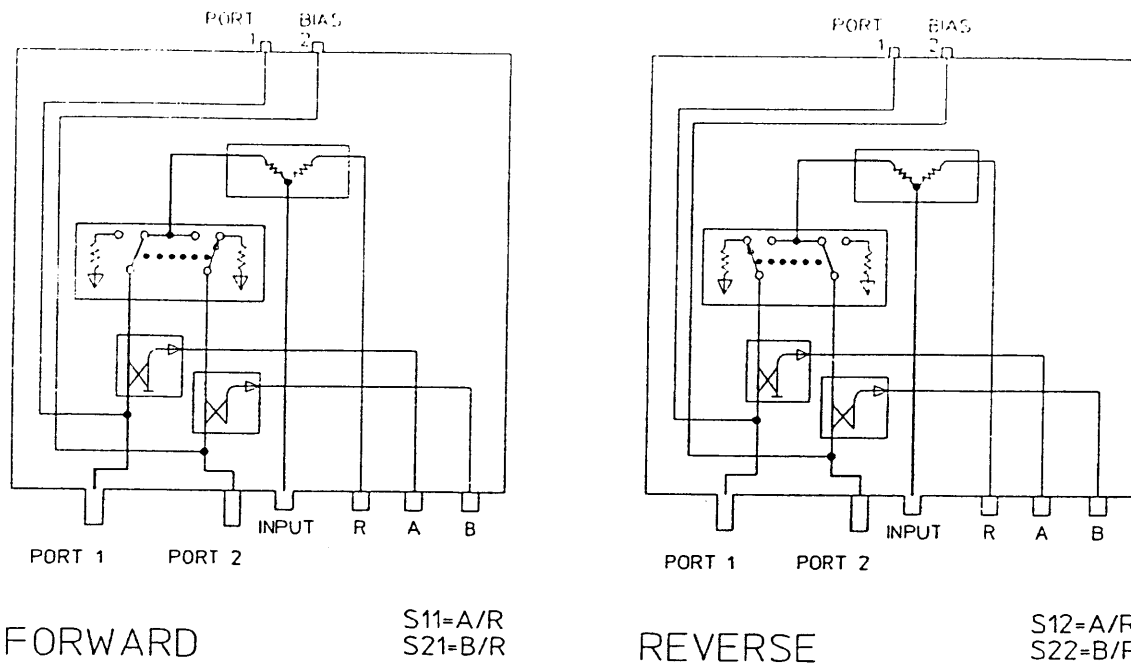 PORT BIAS
1 2
INPUT R A B
PORT 1 PORT 2
FORWARD
S11=A/R
S21=B/R
PORT BIAS
1 2
INPUT R A B
PORT 1 PORT 2
REVERSE
S12=A/R
S22=B/R